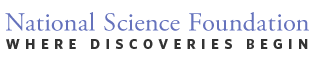 National Science Foundation
WHERE DISCOVERIES BEGIN